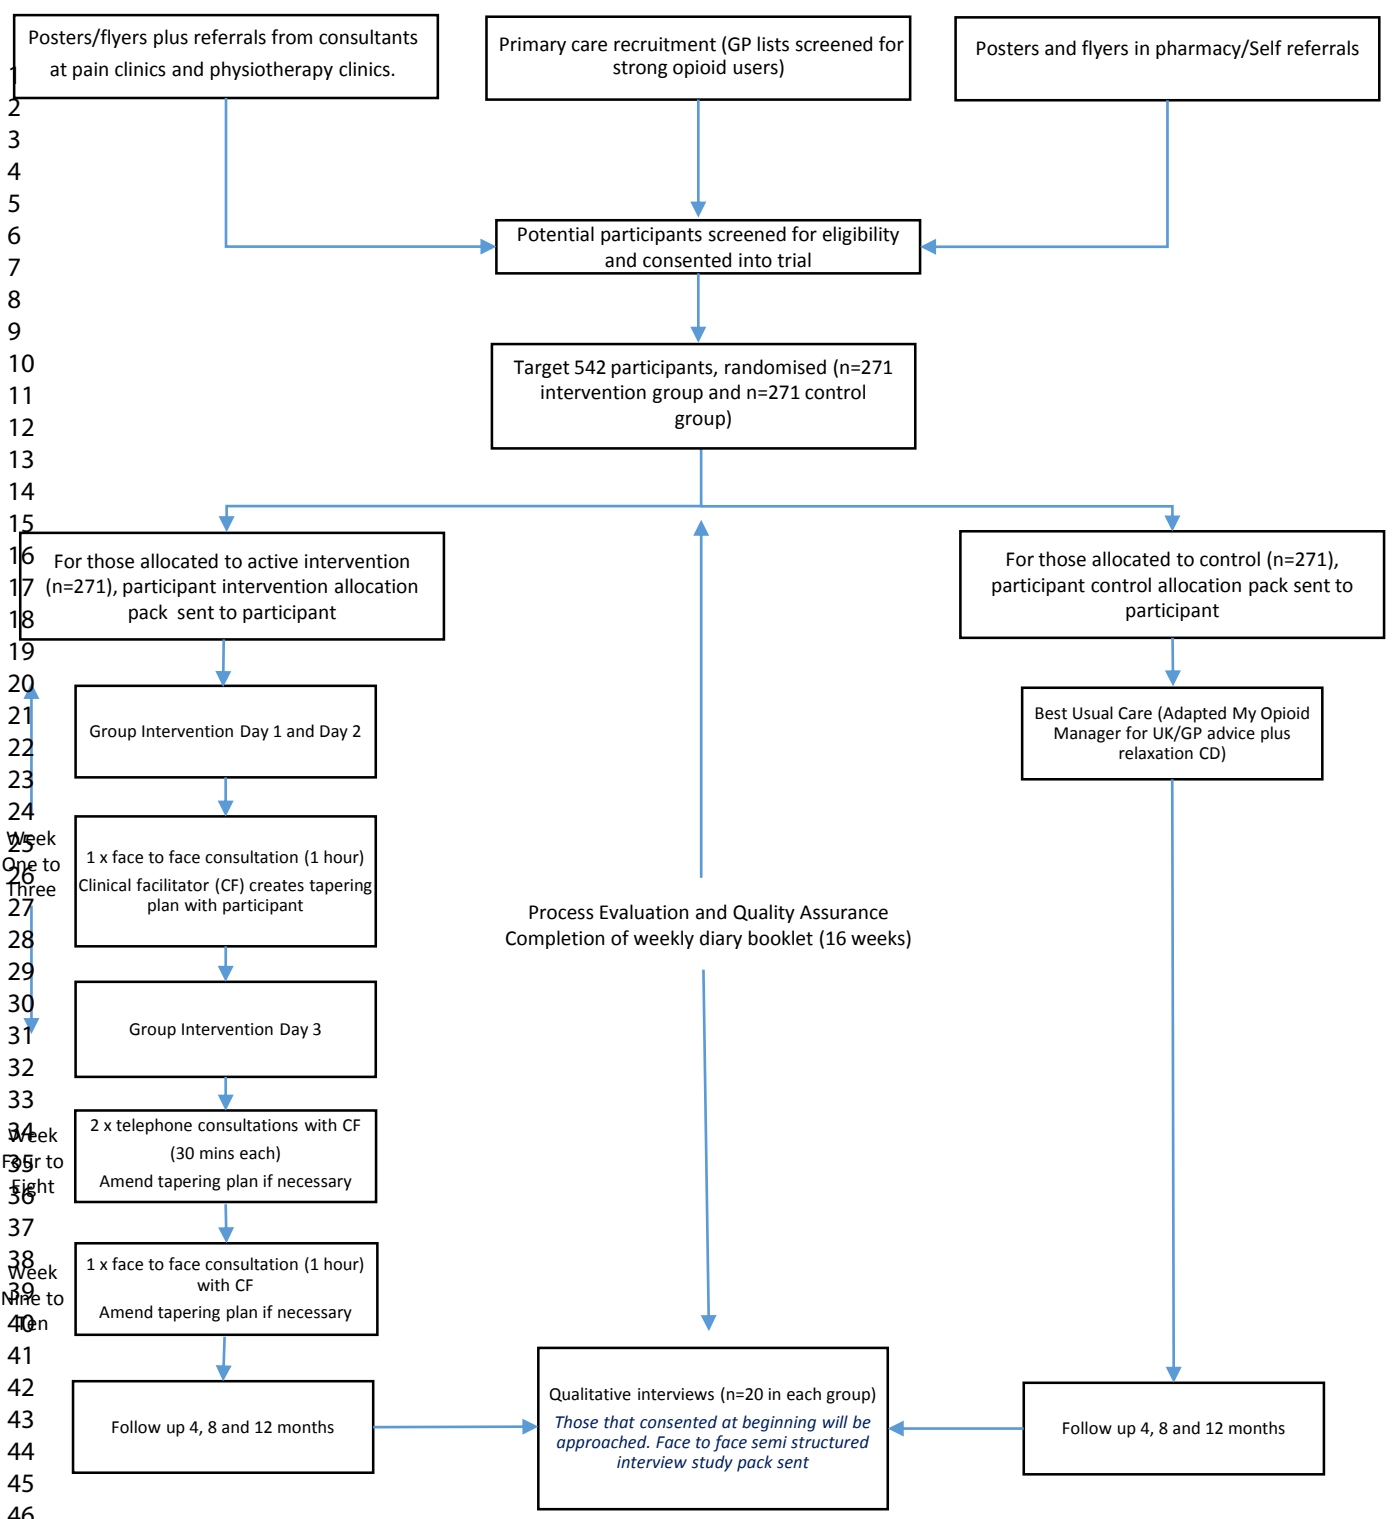 Posters/flyers plus referrals from consultants
at pain clinics and physiotherapy clinics.
Primary care recruitment (GP lists screened for
strong opioid users)
Posters and flyers in pharmacy/Self referrals
Potential participants screened for eligibility
and consented into trial
Target 542 participants, randomised (n=271
intervention group and n=271 control
group)
For those allocated to active intervention
(n=271), participant intervention allocation
pack sent to participant
For those allocated to control (n=271),
participant control allocation pack sent to
participant
Group Intervention Day 1 and Day 2
Best Usual Care (Adapted My Opioid
Manager for UK/GP advice plus
relaxation CD)
Week
One to
Three
1 x face to face consultation (1 hour)
Clinical facilitator (CF) creates tapering
plan with participant
Process Evaluation and Quality Assurance
Completion of weekly diary booklet (16 weeks)
Group Intervention Day 3
Week
Four to
Eight
2 x telephone consultations with CF
(30 mins each)
Amend tapering plan if necessary
Week
Nine to
Ten
1 x face to face consultation (1 hour)
with CF
Amend tapering plan if necessary
Follow up 4, 8 and 12 months
Qualitative interviews (n=20 in each group)
Those that consented at beginning will be
approached. Face to face semi structured
interview study pack sent
Follow up 4, 8 and 12 months
1
2
3
4
5
6
7
8
9
10
11
12
13
14
15
16
17
18
19
20
21
22
23
24
25
26
27
28
29
30
31
32
33
34
35
36
37
38
39
40
41
42
43
44
45
46